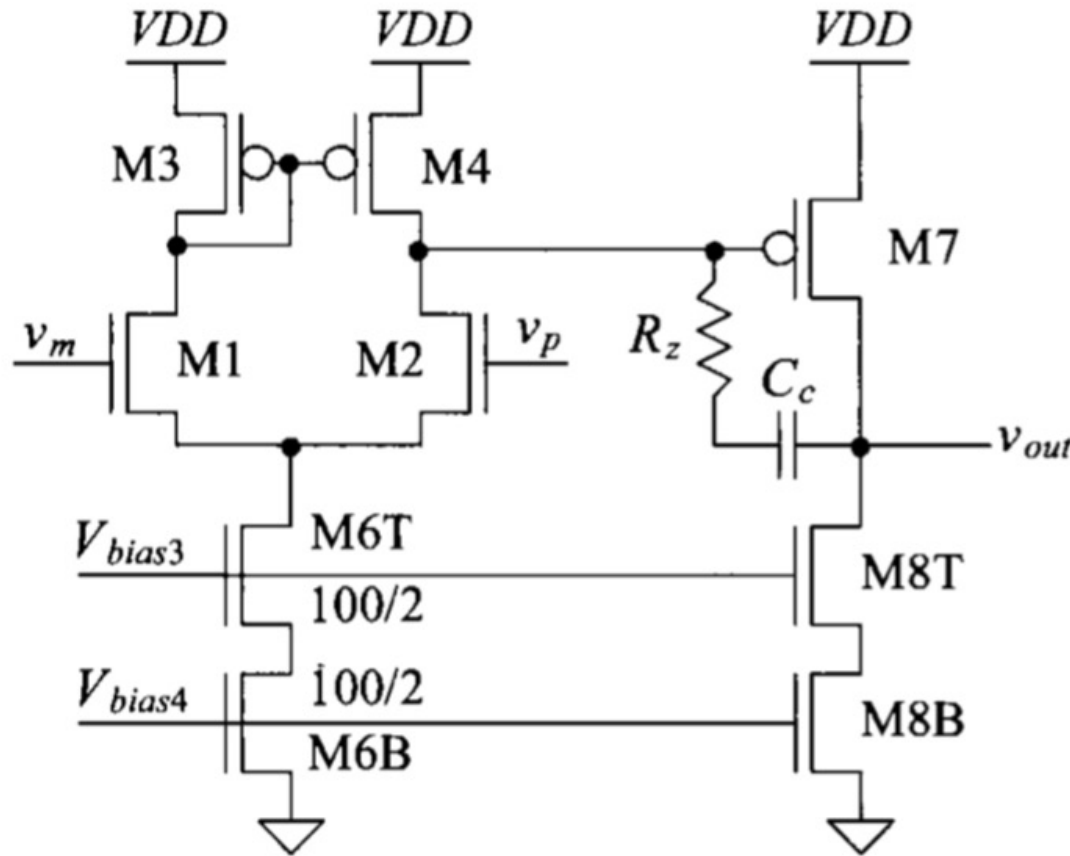 VDD VDD VDD
M3 M4
M7
v_m M1 M2 v_p R_z
C_c
v_out
M6T
V_bias3 M8T
100/2
100/2
V_bias4 M8B
M6B